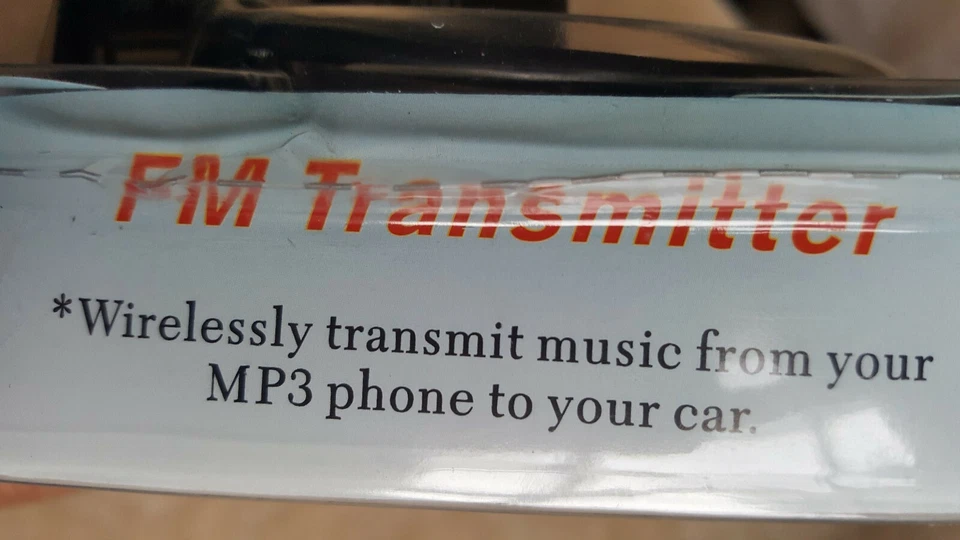 FM Transmitter
*Wirelessly transmit music from your
MP3 phone to your car.